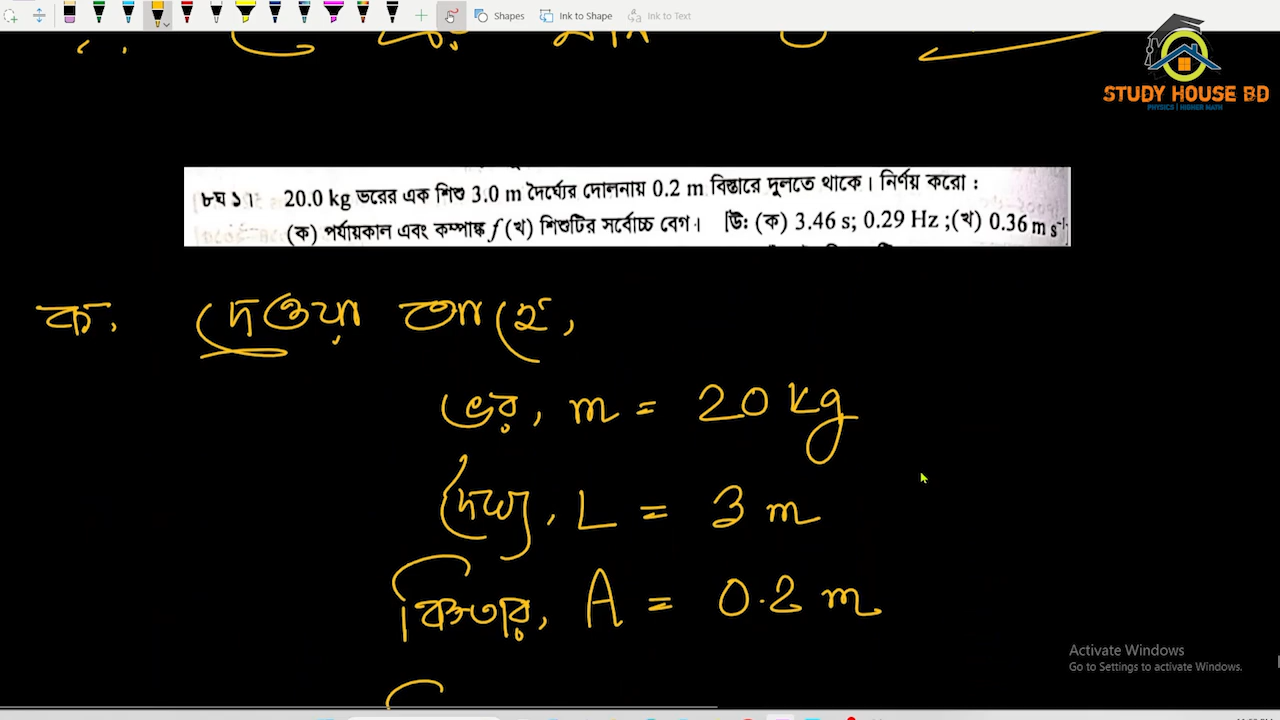 Shapes Ink to Shape Ink to Text
STUDY HOUSE BD
PHYSICS | HIGHER MATH
৮ঘ ১। 20.0 kg ভরের এক শিশু 3.0 m দৈর্ঘ্যের দোলনায় 0.2 m বিস্তারে দুলতে থাকে। নির্ণয় করো :
(ক) পর্যায়কাল এবং কম্পাঙ্ক f (খ) শিশুটির সর্বোচ্চ বেগ। [উ: (ক) 3.46 s; 0.29 Hz ;(খ) 0.36 m s⁻¹]
ক. দেওয়া আছে,
ভর, m = 20 kg
দৈর্ঘ্য, L = 3 m
বিস্তার, A = 0.2 m
Activate Windows
Go to Settings to activate Windows.